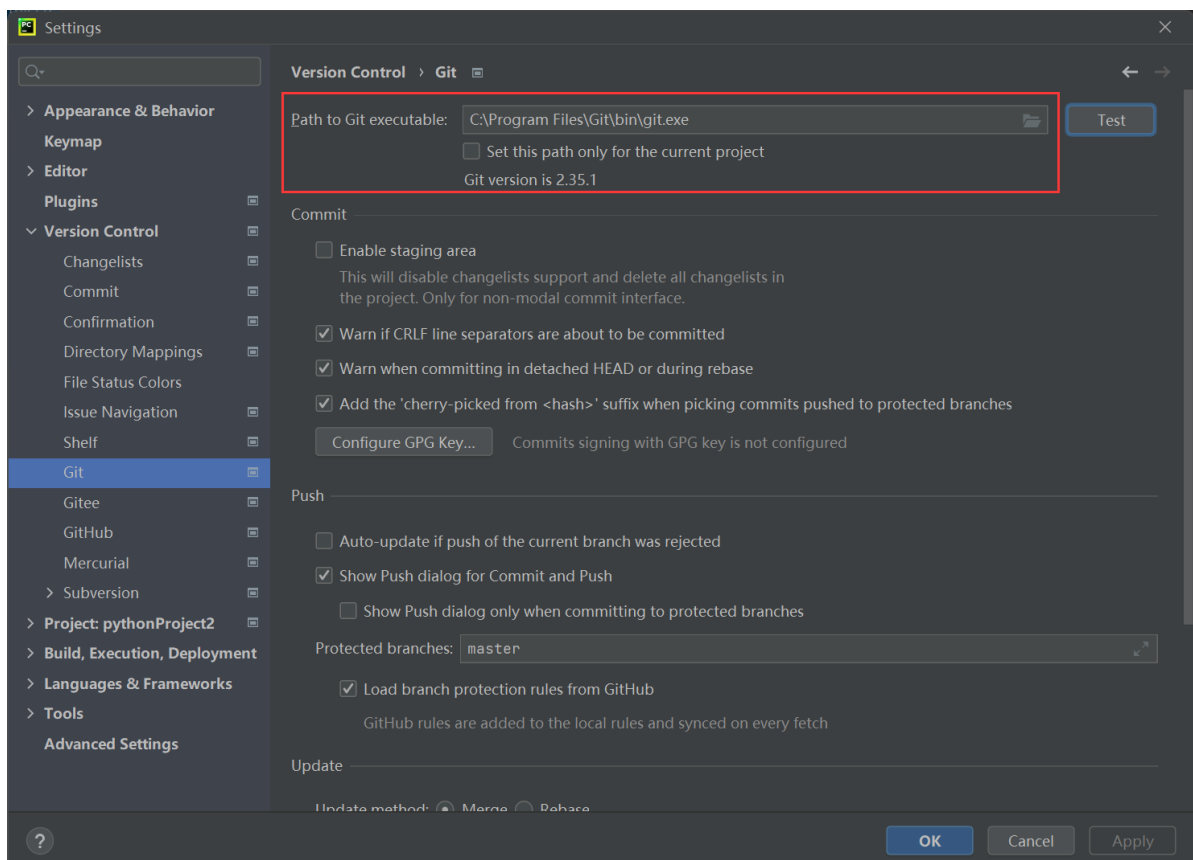 PC Settings
Version Control › Git
Appearance & Behavior
Keymap
Editor
Plugins
Version Control
Changelists
Commit
Confirmation
Directory Mappings
File Status Colors
Issue Navigation
Shelf
Git
Gitee
GitHub
Mercurial
Subversion
Project: pythonProject2
Build, Execution, Deployment
Languages & Frameworks
Tools
Advanced Settings
Path to Git executable: C:\Program Files\Git\bin\git.exe Test
Set this path only for the current project
Git version is 2.35.1
Commit
Enable staging area
This will disable changelists support and delete all changelists in
the project. Only for non-modal commit interface.
Warn if CRLF line separators are about to be committed
Warn when committing in detached HEAD or during rebase
Add the 'cherry-picked from <hash>' suffix when picking commits pushed to protected branches
Configure GPG Key... Commits signing with GPG key is not configured
Push
Auto-update if push of the current branch was rejected
Show Push dialog for Commit and Push
Show Push dialog only when committing to protected branches
Protected branches: master
Load branch protection rules from GitHub
GitHub rules are added to the local rules and synced on every fetch
Update
Update method: Merge Rebase
? OK Cancel Apply